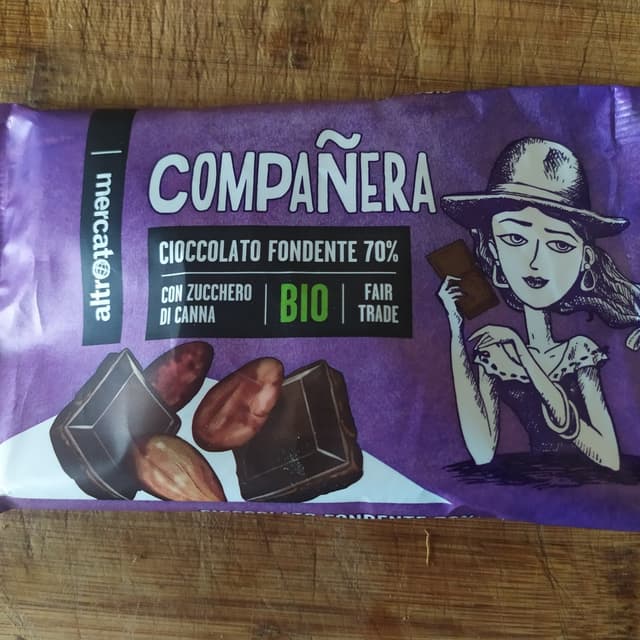 altromercato
COMPAÑERA
CIOCCOLATO FONDENTE 70%
CON ZUCCHERO
DI CANNA
BIO
FAIR
TRADE